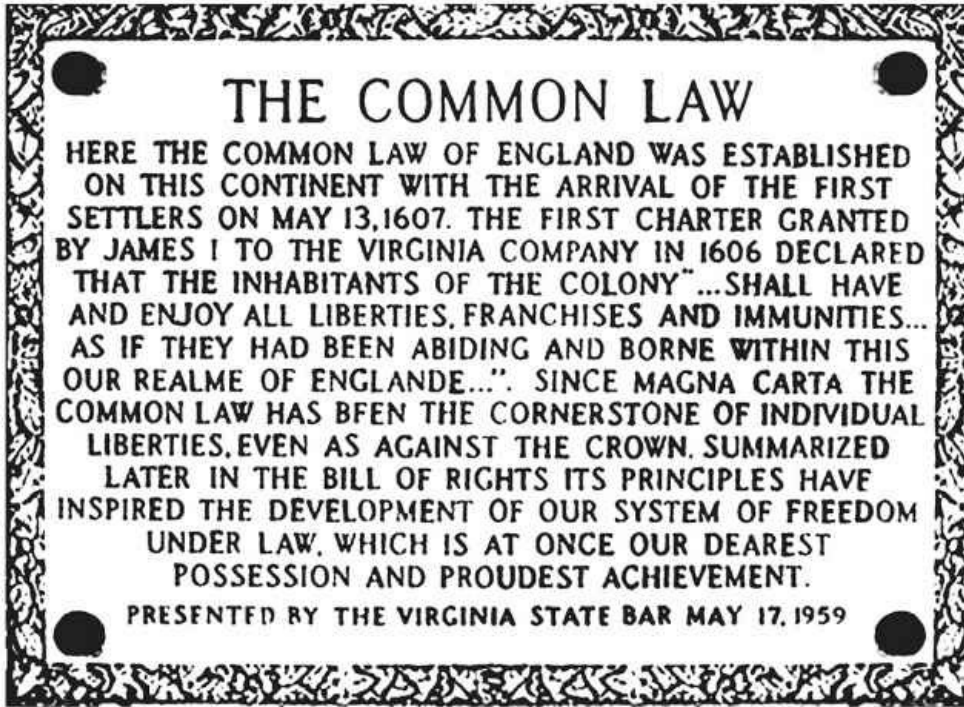 THE COMMON LAW
HERE THE COMMON LAW OF ENGLAND WAS ESTABLISHED
ON THIS CONTINENT WITH THE ARRIVAL OF THE FIRST
SETTLERS ON MAY 13, 1607. THE FIRST CHARTER GRANTED
BY JAMES I TO THE VIRGINIA COMPANY IN 1606 DECLARED
THAT THE INHABITANTS OF THE COLONY "...SHALL HAVE
AND ENJOY ALL LIBERTIES, FRANCHISES AND IMMUNITIES...
AS IF THEY HAD BEEN ABIDING AND BORNE WITHIN THIS
OUR REALME OF ENGLANDE...". SINCE MAGNA CARTA THE
COMMON LAW HAS BEEN THE CORNERSTONE OF INDIVIDUAL
LIBERTIES, EVEN AS AGAINST THE CROWN. SUMMARIZED
LATER IN THE BILL OF RIGHTS ITS PRINCIPLES HAVE
INSPIRED THE DEVELOPMENT OF OUR SYSTEM OF FREEDOM
UNDER LAW, WHICH IS AT ONCE OUR DEAREST
POSSESSION AND PROUDEST ACHIEVEMENT.
PRESENTED BY THE VIRGINIA STATE BAR MAY 17, 1959